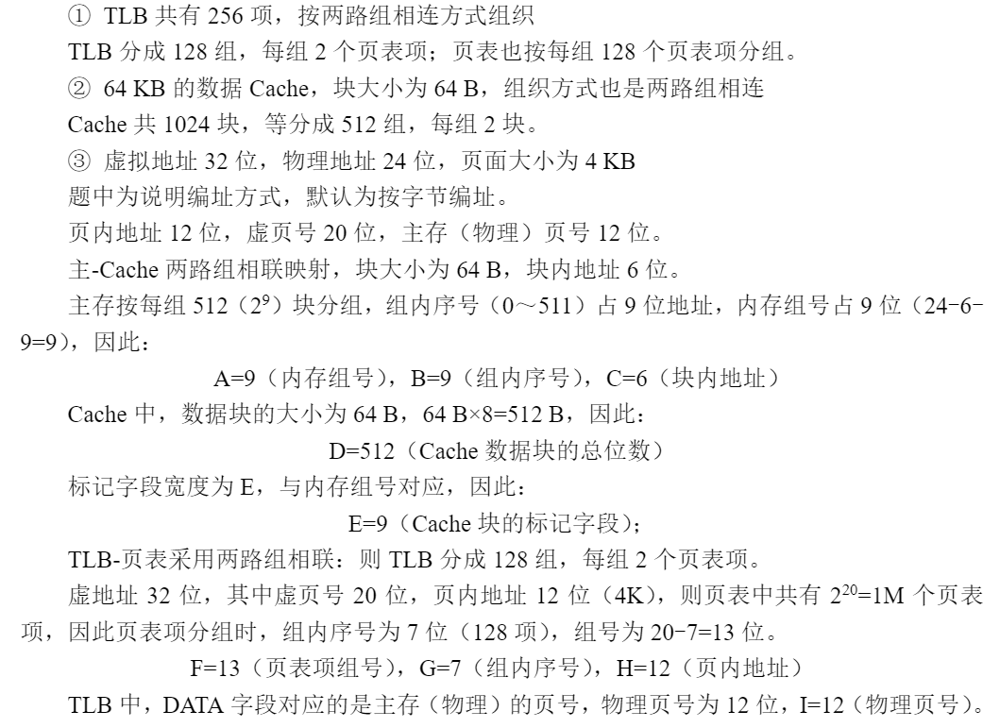 ① TLB 共有 256 项，按两路组相连方式组织
TLB 分成 128 组，每组 2 个页表项；页表也按每组 128 个页表项分组。
② 64 KB 的数据 Cache，块大小为 64 B，组织方式也是两路组相连
Cache 共 1024 块，等分成 512 组，每组 2 块。
③ 虚拟地址 32 位，物理地址 24 位，页面大小为 4 KB
题中为说明编址方式，默认为按字节编址。
页内地址 12 位，虚页号 20 位，主存（物理）页号 12 位。
主-Cache 两路组相联映射，块大小为 64 B，块内地址 6 位。
主存按每组 512（2⁹）块分组，组内序号（0～511）占 9 位地址，内存组号占 9 位（24−6−
9=9），因此：
A=9（内存组号），B=9（组内序号），C=6（块内地址）
Cache 中，数据块的大小为 64 B，64 B×8=512 B，因此：
D=512（Cache 数据块的总位数）
标记字段宽度为 E，与内存组号对应，因此：
E=9（Cache 块的标记字段）；
TLB-页表采用两路组相联：则 TLB 分成 128 组，每组 2 个页表项。
虚地址 32 位，其中虚页号 20 位，页内地址 12 位（4K），则页表中共有 2²⁰=1M 个页表
项，因此页表项分组时，组内序号为 7 位（128 项），组号为 20−7=13 位。
F=13（页表项组号），G=7（组内序号），H=12（页内地址）
TLB 中，DATA 字段对应的是主存（物理）的页号，物理页号为 12 位，I=12（物理页号）。